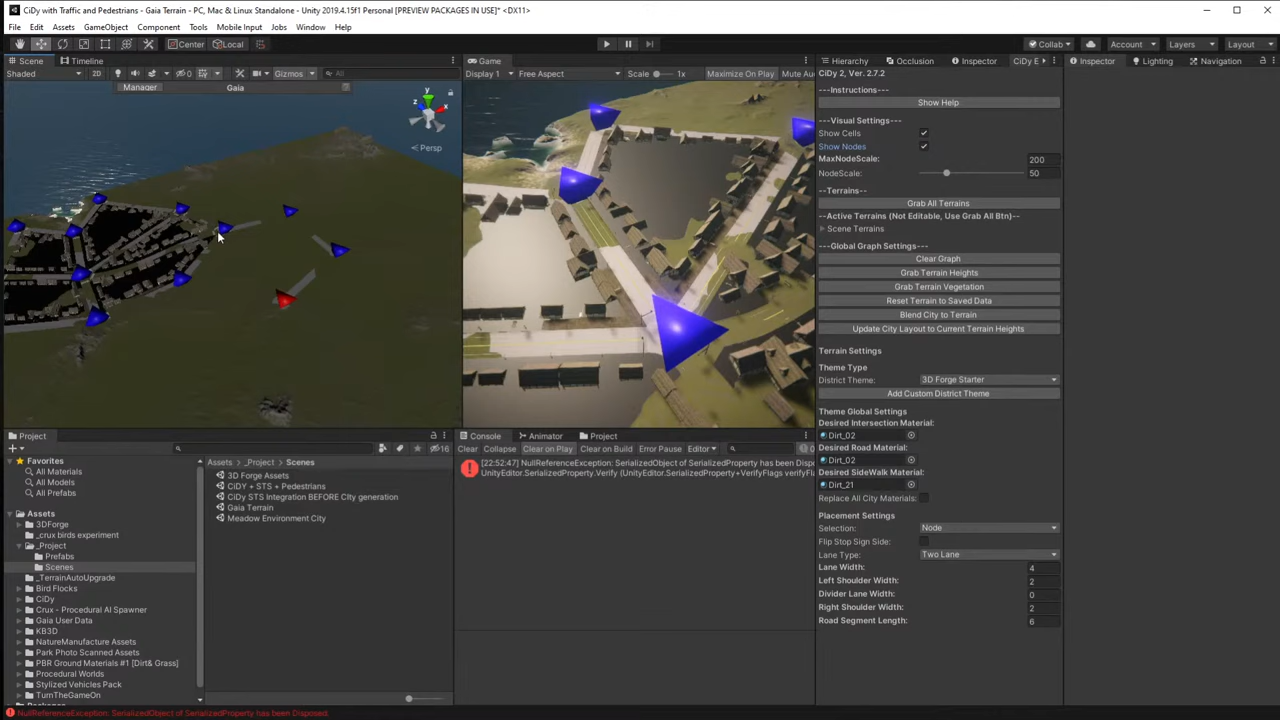 CiDy with Traffic and Pedestrians - Gaia Terrain - PC, Mac & Linux Standalone - Unity 2019.4.15f1 Personal [PREVIEW PACKAGES IN USE]* <DX11>
File Edit Assets GameObject Component Tools Mobile Input Jobs Window Help
Center Local Collab Account Layers Layout
Scene Timeline
Shaded 2D 0 Gizmos All
Manager Gaia
y
z x
Persp
Game
Display 1 Free Aspect Scale 1x Maximize On Play Mute Au
Inspector Occlusion Inspector CiDy E
CiDy 2, Ver. 2.7.2
---Instructions---
Show Help
---Visual Settings---
Show Cells
Show Nodes
MaxNodeScale: 200
NodeScale: 50
--Terrains--
Grab All Terrains
--Active Terrains (Not Editable, Use Grab All Btn)--
Scene Terrains
---Global Graph Settings---
Clear Graph
Grab Terrain Heights
Grab Terrain Vegetation
Reset Terrain to Saved Data
Blend City to Terrain
Update City Layout to Current Terrain Heights
Terrain Settings
Theme Type
District Theme: 3D Forge Starter
Add Custom District Theme
Theme Global Settings
Desired Intersection Material:
Dirt_02
Desired Road Material:
Dirt_02
Desired SideWalk Material:
Dirt_21
Replace All City Materials:
Placement Settings
Selection: Node
Flip Stop Sign Side:
Lane Type: Two Lane
Lane Width: 4
Left Shoulder Width: 2
Divider Lane Width: 0
Right Shoulder Width: 2
Road Segment Length: 6
Inspector Lighting Navigation
Project
16
Favorites
All Materials
All Models
All Prefabs
Assets
3DForge
_crux birds experiment
_Project
Prefabs
Scenes
_TerrainAutoUpgrade
Bird Flocks
CiDy
Crux - Procedural AI Spawner
Gaia User Data
KB3D
NatureManufacture Assets
Park Photo Scanned Assets
PBR Ground Materials #1 [Dirt& Grass]
Procedural Worlds
Stylized Vehicles Pack
TurnTheGameOn
Assets _Project Scenes
3D Forge Assets
CiDY + STS + Pedestrians
CiDy STS Integration BEFORE CIty generation
Gaia Terrain
Meadow Environment City
Console Animator Project
Clear Collapse Clear on Play Clear on Build Error Pause Editor
[22:52:47] NullReferenceException: SerializedObject of SerializedProperty has been Disp
UnityEditor.SerializedProperty.Verify (UnityEditor.SerializedProperty+VerifyFlags verifyFl
NullReferenceException: SerializedObject of SerializedProperty has been Disposed.